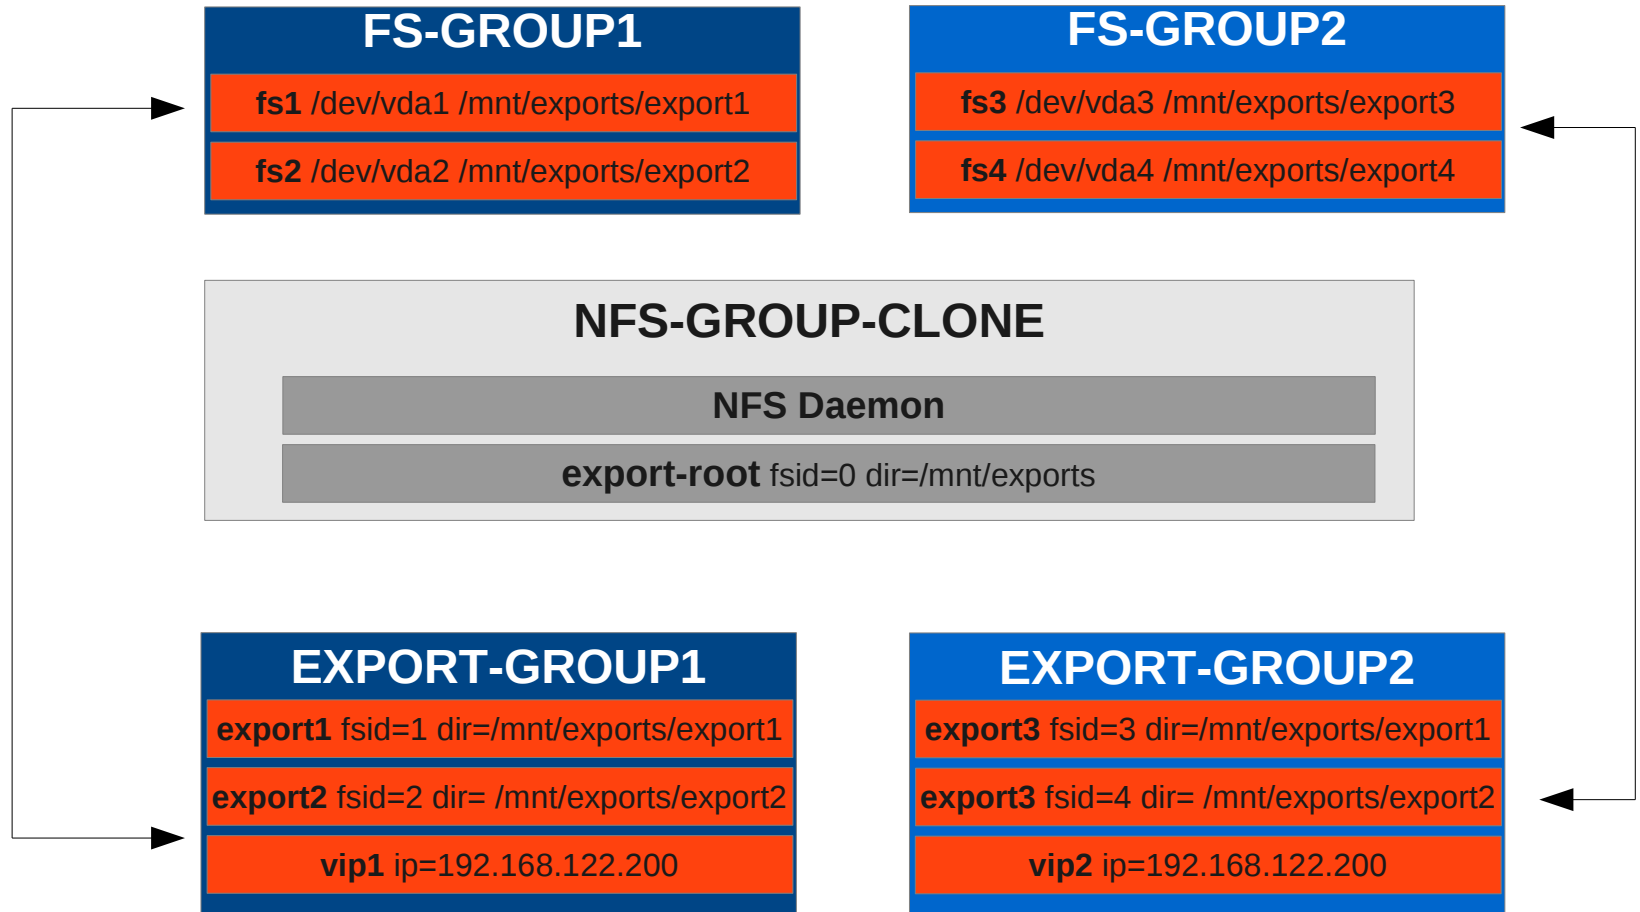 FS-GROUP1
fs1 /dev/vda1 /mnt/exports/export1
fs2 /dev/vda2 /mnt/exports/export2
FS-GROUP2
fs3 /dev/vda3 /mnt/exports/export3
fs4 /dev/vda4 /mnt/exports/export4
NFS-GROUP-CLONE
NFS Daemon
export-root fsid=0 dir=/mnt/exports
EXPORT-GROUP1
export1 fsid=1 dir=/mnt/exports/export1
export2 fsid=2 dir= /mnt/exports/export2
vip1 ip=192.168.122.200
EXPORT-GROUP2
export3 fsid=3 dir=/mnt/exports/export1
export3 fsid=4 dir= /mnt/exports/export2
vip2 ip=192.168.122.200